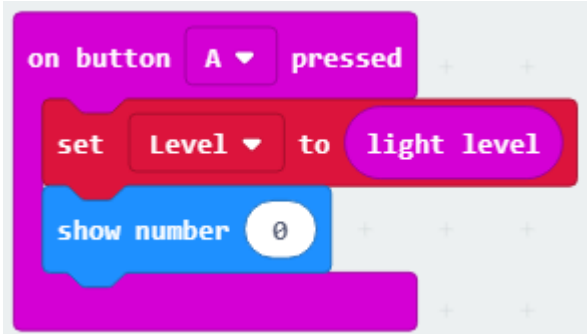 on button A pressed
set Level to light level
show number 0